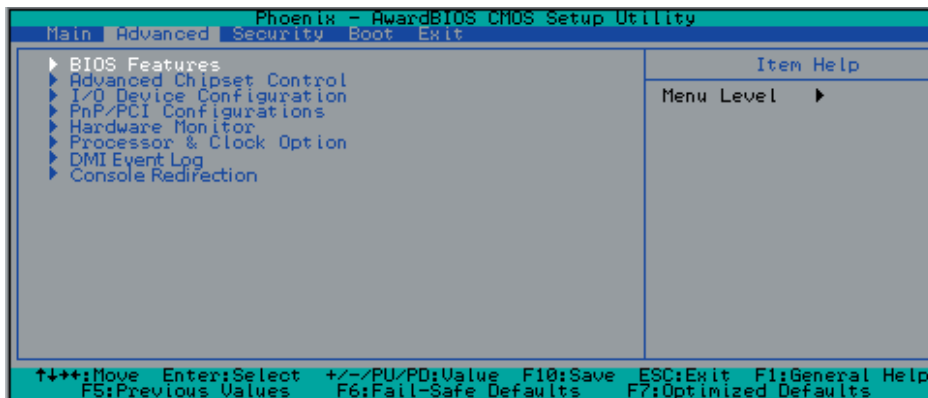 Phoenix - AwardBIOS CMOS Setup Utility
Main Advanced Security Boot Exit
BIOS Features
Advanced Chipset Control
I/O Device Configuration
PnP/PCI Configurations
Hardware Monitor
Processor & Clock Option
DMI Event Log
Console Redirection
Item Help
Menu Level ▶
↑↓→←:Move Enter:Select +/-/PU/PD:Value F10:Save ESC:Exit F1:General Help
F5:Previous Values F6:Fail-Safe Defaults F7:Optimized Defaults